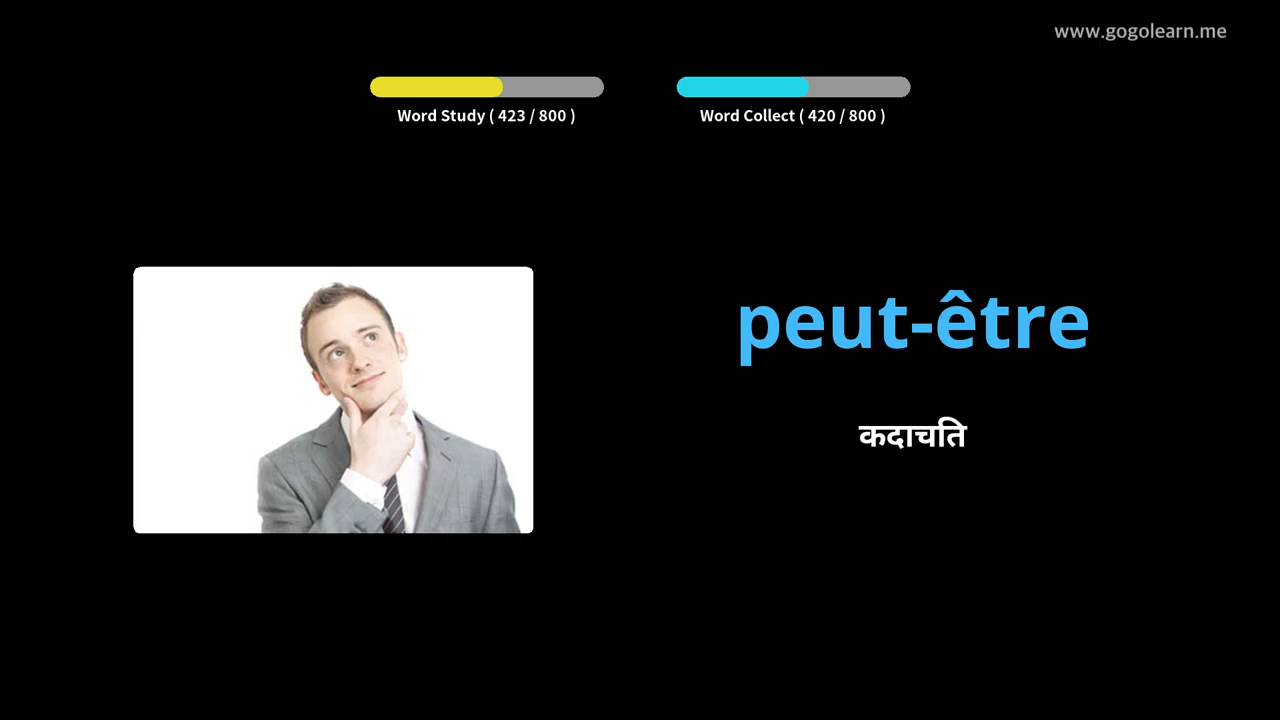 www.gogolearn.me
Word Study ( 423 / 800 )
Word Collect ( 420 / 800 )
peut-être
कदाचति